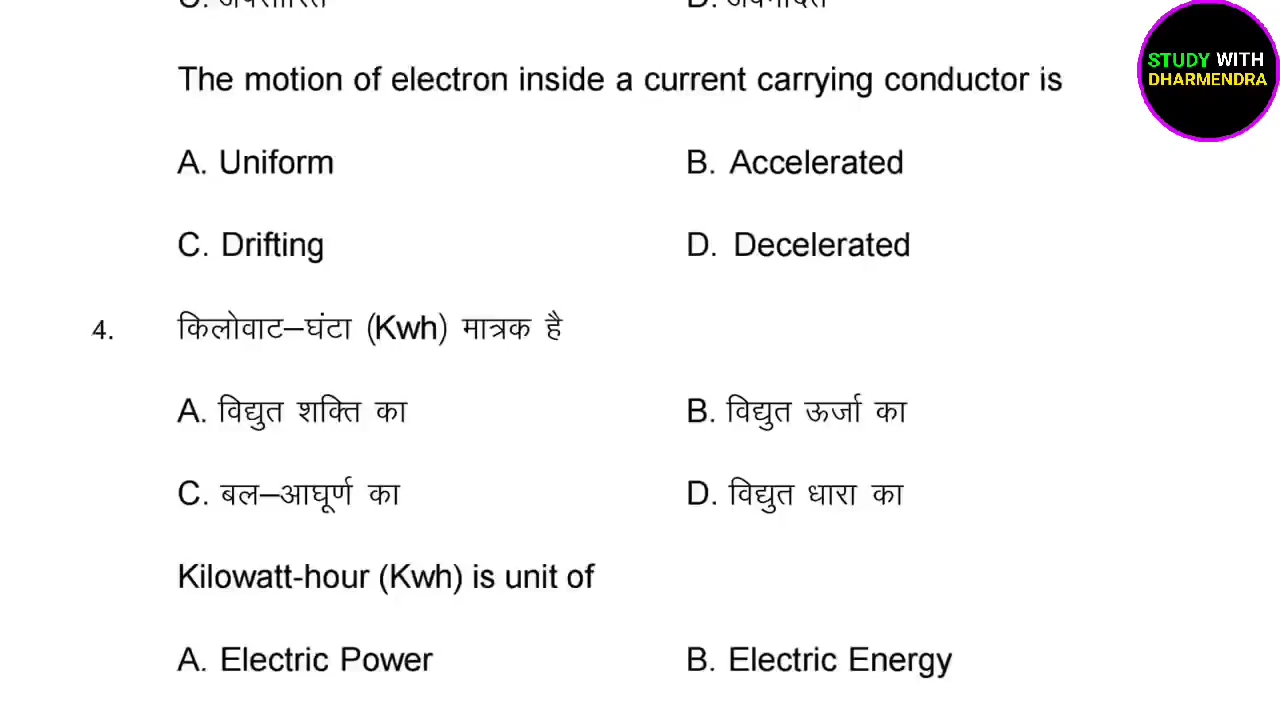 STUDY WITH
DHARMENDRA
The motion of electron inside a current carrying conductor is
A. Uniform B. Accelerated
C. Drifting D. Decelerated
4. किलोवाट–घंटा (Kwh) मात्रक है
A. विद्युत शक्ति का B. विद्युत ऊर्जा का
C. बल–आघूर्ण का D. विद्युत धारा का
Kilowatt-hour (Kwh) is unit of
A. Electric Power B. Electric Energy